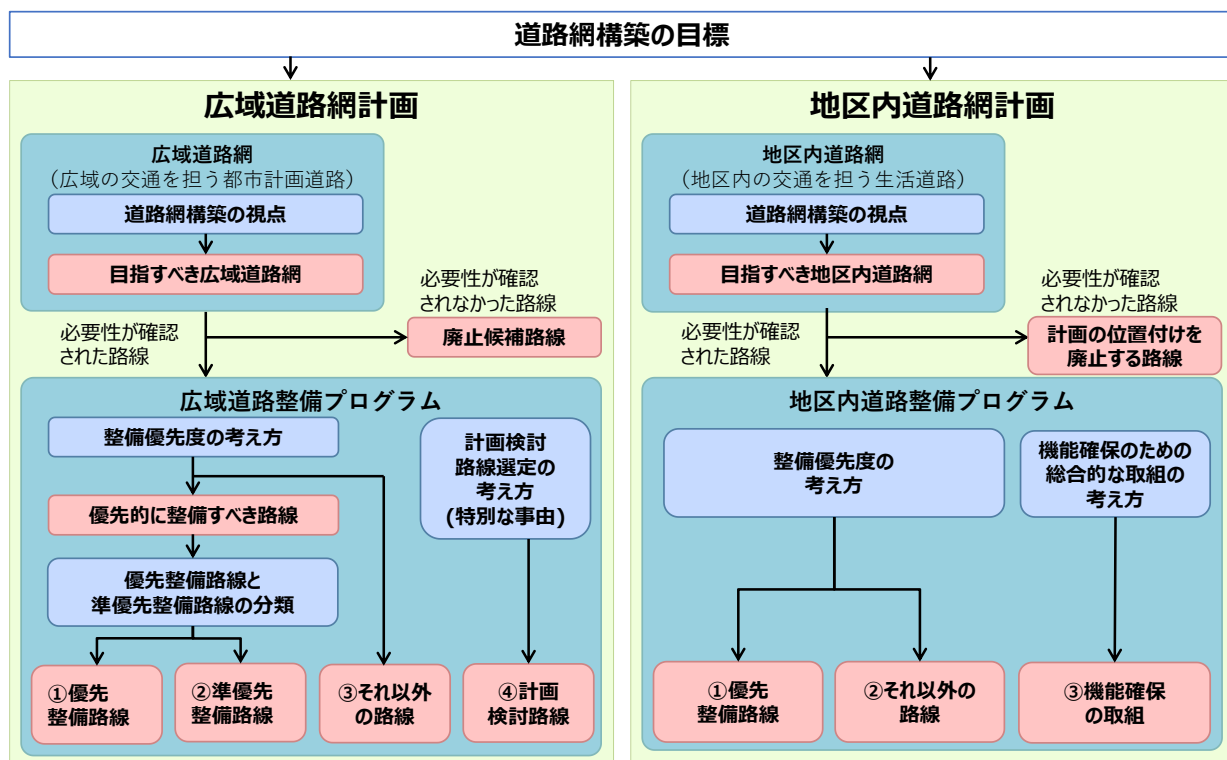 道路網構築の目標
広域道路網計画
広域道路網
（広域の交通を担う都市計画道路）
道路網構築の視点
目指すべき広域道路網
必要性が確認
されなかった路線
必要性が確認
された路線
廃止候補路線
広域道路整備プログラム
整備優先度の考え方
計画検討
路線選定の
考え方
(特別な事由)
優先的に整備すべき路線
優先整備路線と
準優先整備路線の分類
①優先
整備路線
②準優先
整備路線
③それ以外
の路線
④計画
検討路線
地区内道路網計画
地区内道路網
（地区内の交通を担う生活道路）
道路網構築の視点
目指すべき地区内道路網
必要性が確認
されなかった路線
必要性が確認
された路線
計画の位置付けを
廃止する路線
地区内道路整備プログラム
整備優先度の
考え方
機能確保のための
総合的な取組の
考え方
①優先
整備路線
②それ以外の
路線
③機能確保
の取組